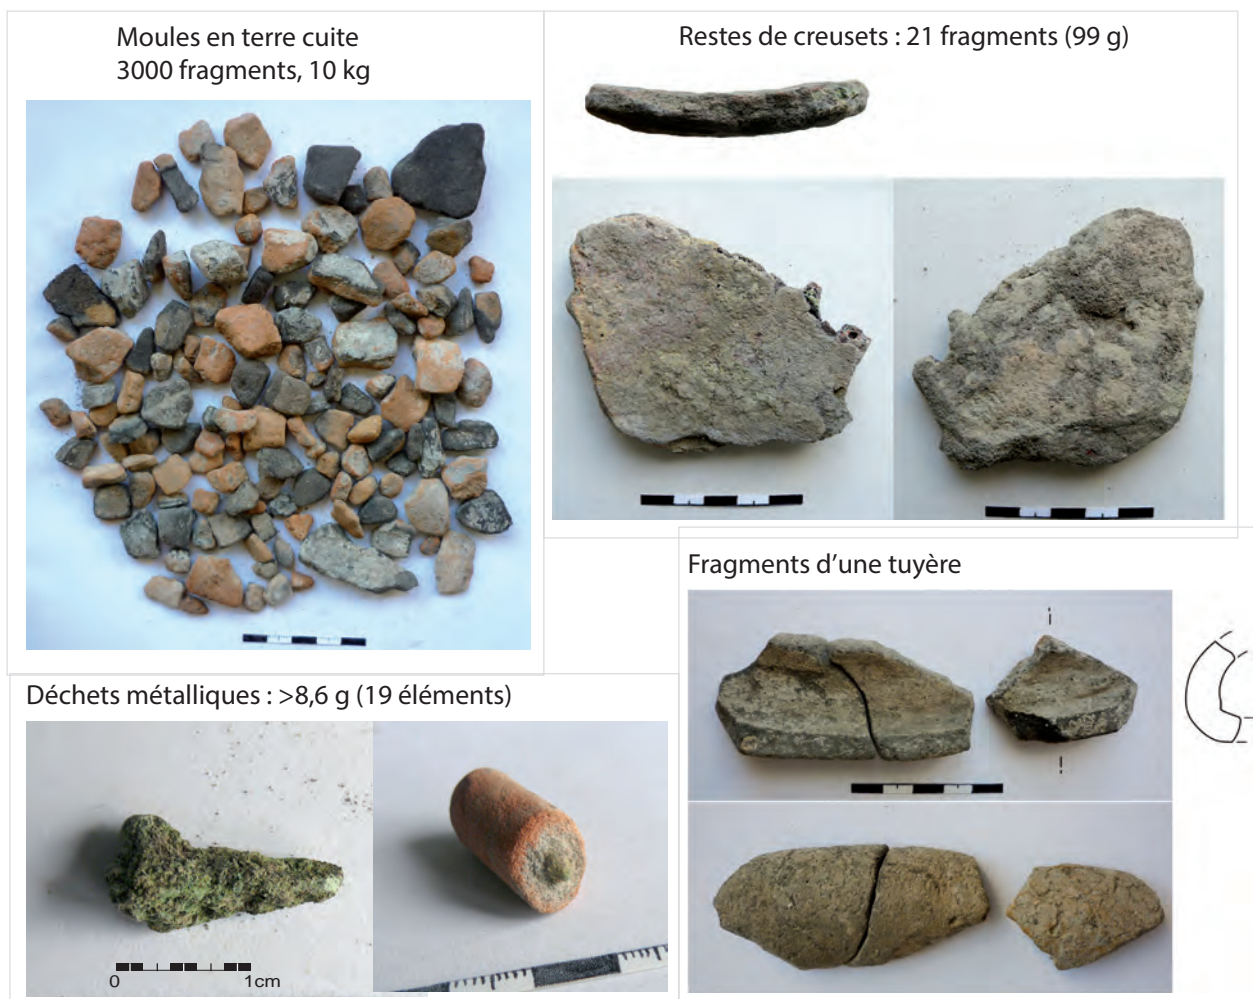 Moules en terre cuite
3000 fragments, 10 kg
Restes de creusets : 21 fragments (99 g)
Fragments d’une tuyère
Déchets métalliques : >8,6 g (19 éléments)
0 1cm